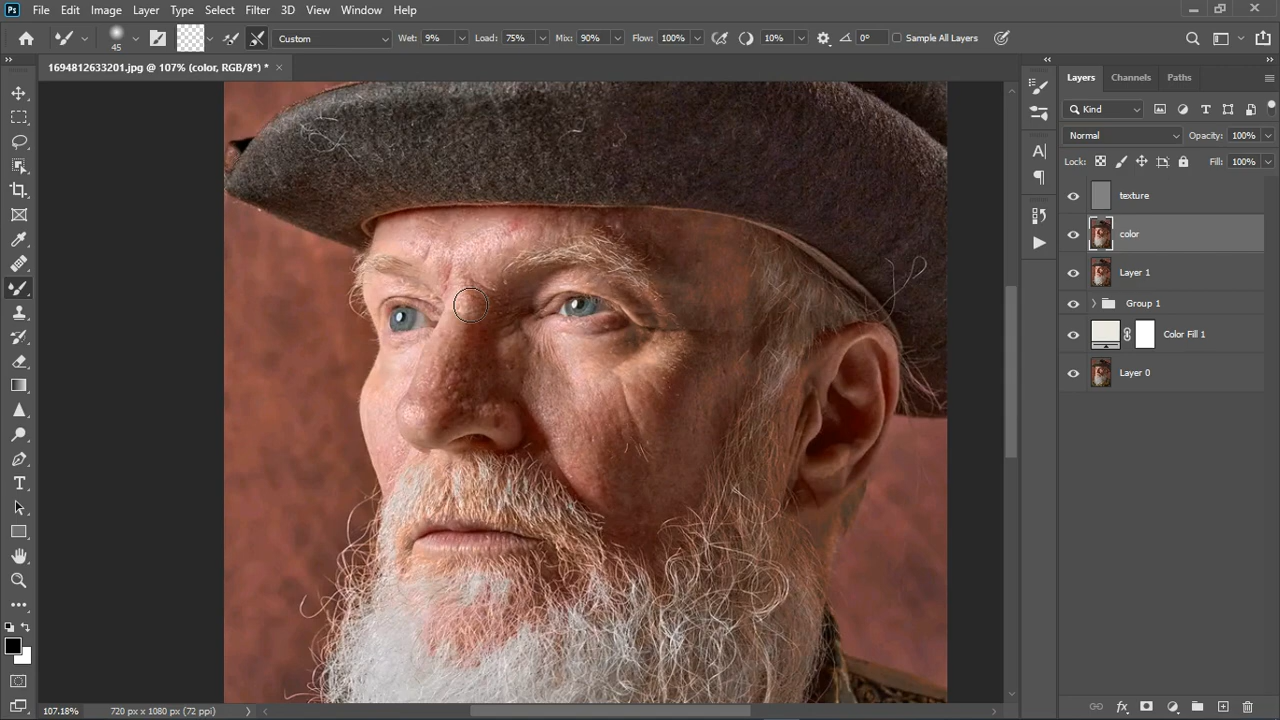 Ps File Edit Image Layer Type Select Filter 3D View Window Help
45 Custom Wet: 9% Load: 75% Mix: 90% Flow: 100% 10% 0° Sample All Layers
1694812633201.jpg @ 107% (color, RGB/8*) * ×
Layers Channels Paths
Kind
Normal Opacity: 100%
Lock: Fill: 100%
texture
color
Layer 1
Group 1
Color Fill 1
Layer 0
107.18% 720 px x 1080 px (72 ppi)